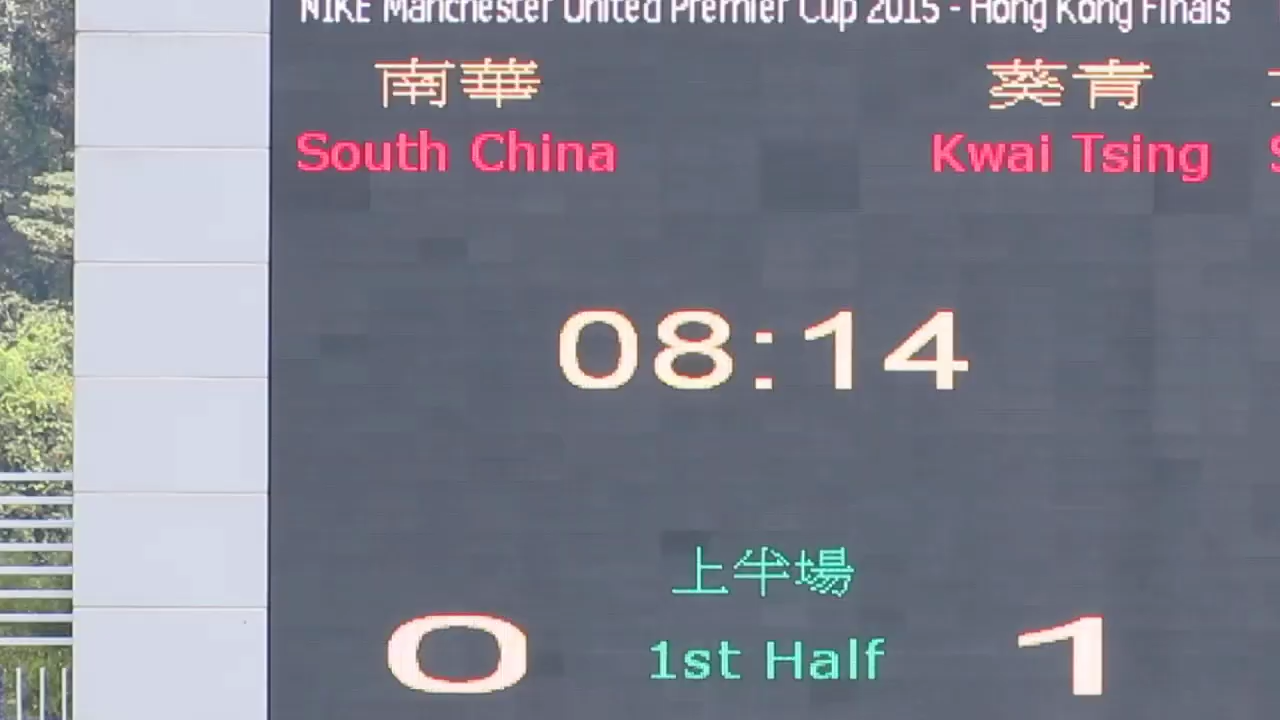 NIKE Manchester United Premier Cup 2015 - Hong Kong Finals
南華 葵青
South China Kwai Tsing
08:14
上半場
0 1st Half 1